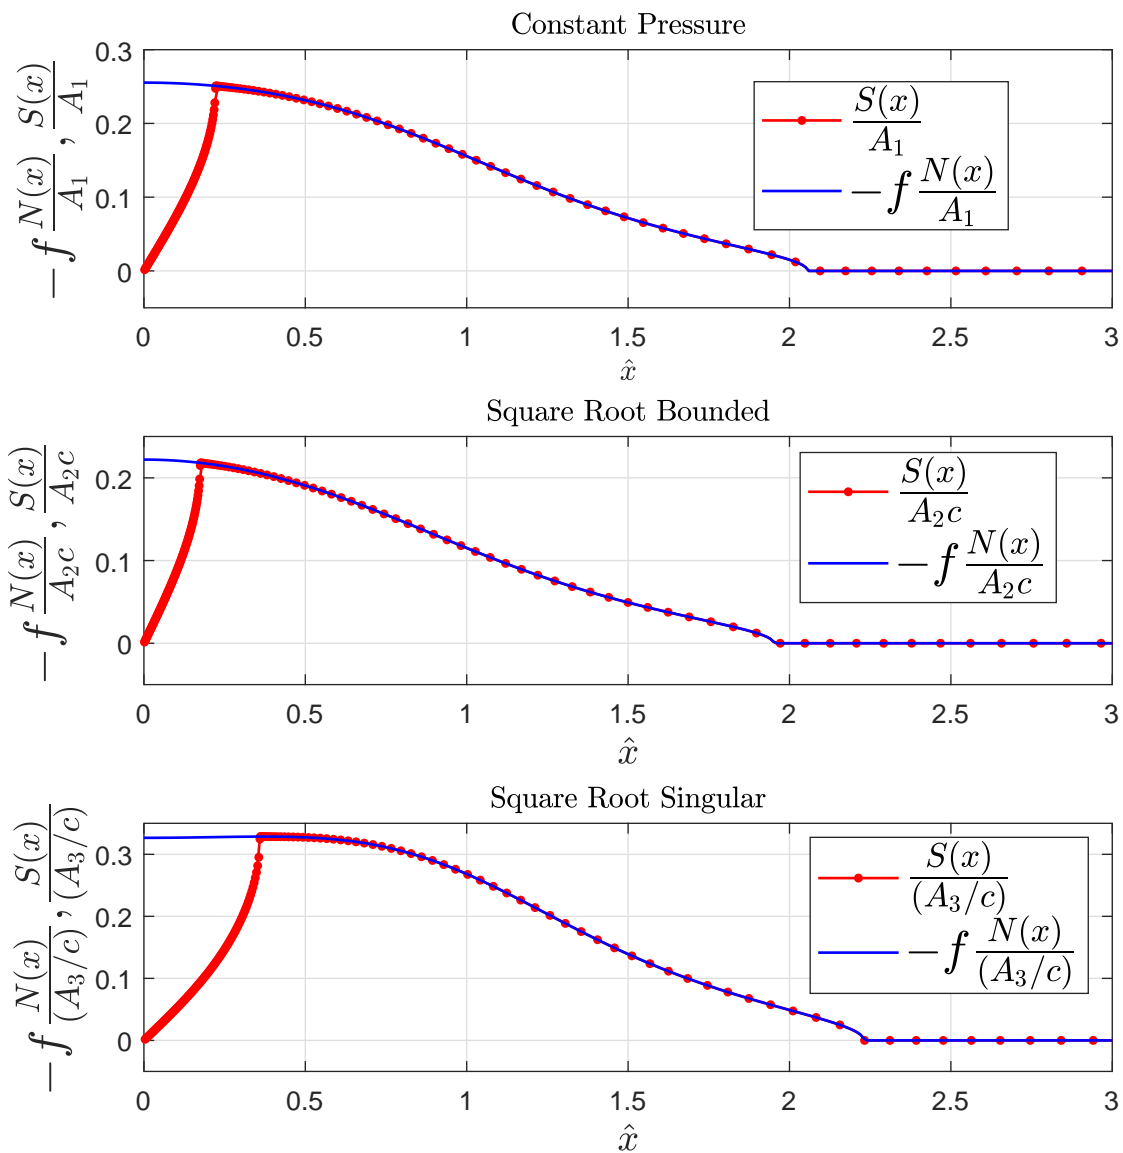 Constant Pressure
−f N(x)/A₁, S(x)/A₁
0.3
0.2
0.1
0
S(x)/A₁
−f N(x)/A₁
0 0.5 1 1.5 2 2.5 3
x̂
Square Root Bounded
−f N(x)/A₂c, S(x)/A₂c
0.2
0.1
0
S(x)/A₂c
−f N(x)/A₂c
0 0.5 1 1.5 2 2.5 3
x̂
Square Root Singular
−f N(x)/(A₃/c), S(x)/(A₃/c)
0.3
0.2
0.1
0
S(x)/(A₃/c)
−f N(x)/(A₃/c)
0 0.5 1 1.5 2 2.5 3
x̂